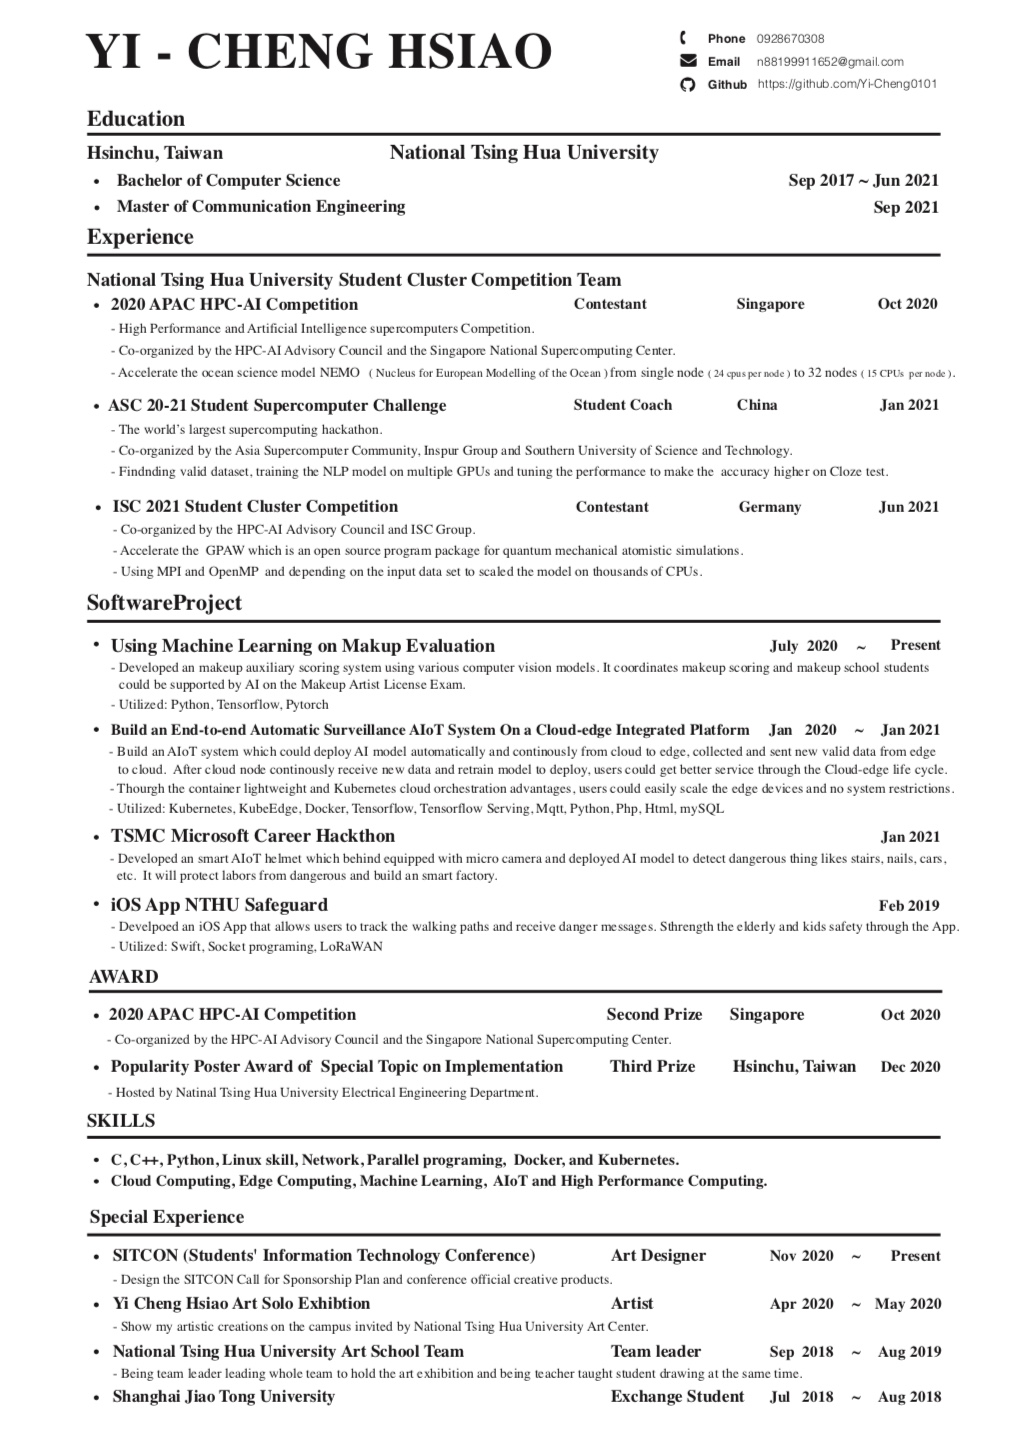 YI - CHENG HSIAO
Phone 0928670308
Email n88199911652@gmail.com
Github https://github.com/Yi-Cheng0101
Education
Hsinchu, Taiwan National Tsing Hua University
• Bachelor of Computer Science Sep 2017 ~ Jun 2021
• Master of Communication Engineering Sep 2021
Experience
National Tsing Hua University Student Cluster Competition Team
• 2020 APAC HPC-AI Competition Contestant Singapore Oct 2020
- High Performance and Artificial Intelligence supercomputers Competition.
- Co-organized by the HPC-AI Advisory Council and the Singapore National Supercomputing Center.
- Accelerate the ocean science model NEMO ( Nucleus for European Modelling of the Ocean ) from single node ( 24 cpus per node ) to 32 nodes ( 15 CPUs per node ).
• ASC 20-21 Student Supercomputer Challenge Student Coach China Jan 2021
- The world's largest supercomputing hackathon.
- Co-organized by the Asia Supercomputer Community, Inspur Group and Southern University of Science and Technology.
- Findnding valid dataset, training the NLP model on multiple GPUs and tuning the performance to make the accuracy higher on Cloze test.
• ISC 2021 Student Cluster Competition Contestant Germany Jun 2021
- Co-organized by the HPC-AI Advisory Council and ISC Group.
- Accelerate the GPAW which is an open source program package for quantum mechanical atomistic simulations.
- Using MPI and OpenMP and depending on the input data set to scaled the model on thousands of CPUs.
SoftwareProject
• Using Machine Learning on Makup Evaluation July 2020 ~ Present
- Developed an makeup auxiliary scoring system using various computer vision models. It coordinates makeup scoring and makeup school students
could be supported by AI on the Makeup Artist License Exam.
- Utilized: Python, Tensorflow, Pytorch
• Build an End-to-end Automatic Surveillance AIoT System On a Cloud-edge Integrated Platform Jan 2020 ~ Jan 2021
- Build an AIoT system which could deploy AI model automatically and continously from cloud to edge, collected and sent new valid data from edge
to cloud. After cloud node continously receive new data and retrain model to deploy, users could get better service through the Cloud-edge life cycle.
- Thourgh the container lightweight and Kubernetes cloud orchestration advantages, users could easily scale the edge devices and no system restrictions.
- Utilized: Kubernetes, KubeEdge, Docker, Tensorflow, Tensorflow Serving, Mqtt, Python, Php, Html, mySQL
• TSMC Microsoft Career Hackthon Jan 2021
- Developed an smart AIoT helmet which behind equipped with micro camera and deployed AI model to detect dangerous thing likes stairs, nails, cars,
etc. It will protect labors from dangerous and build an smart factory.
• iOS App NTHU Safeguard Feb 2019
- Develpoed an iOS App that allows users to track the walking paths and receive danger messages. Sthrength the elderly and kids safety through the App.
- Utilized: Swift, Socket programing, LoRaWAN
AWARD
• 2020 APAC HPC-AI Competition Second Prize Singapore Oct 2020
- Co-organized by the HPC-AI Advisory Council and the Singapore National Supercomputing Center.
• Popularity Poster Award of Special Topic on Implementation Third Prize Hsinchu, Taiwan Dec 2020
- Hosted by Natinal Tsing Hua University Electrical Engineering Department.
SKILLS
• C, C++, Python, Linux skill, Network, Parallel programing, Docker, and Kubernetes.
• Cloud Computing, Edge Computing, Machine Learning, AIoT and High Performance Computing.
Special Experience
• SITCON (Students' Information Technology Conference) Art Designer Nov 2020 ~ Present
- Design the SITCON Call for Sponsorship Plan and conference official creative products.
• Yi Cheng Hsiao Art Solo Exhibtion Artist Apr 2020 ~ May 2020
- Show my artistic creations on the campus invited by National Tsing Hua University Art Center.
• National Tsing Hua University Art School Team Team leader Sep 2018 ~ Aug 2019
- Being team leader leading whole team to hold the art exhibition and being teacher taught student drawing at the same time.
• Shanghai Jiao Tong University Exchange Student Jul 2018 ~ Aug 2018